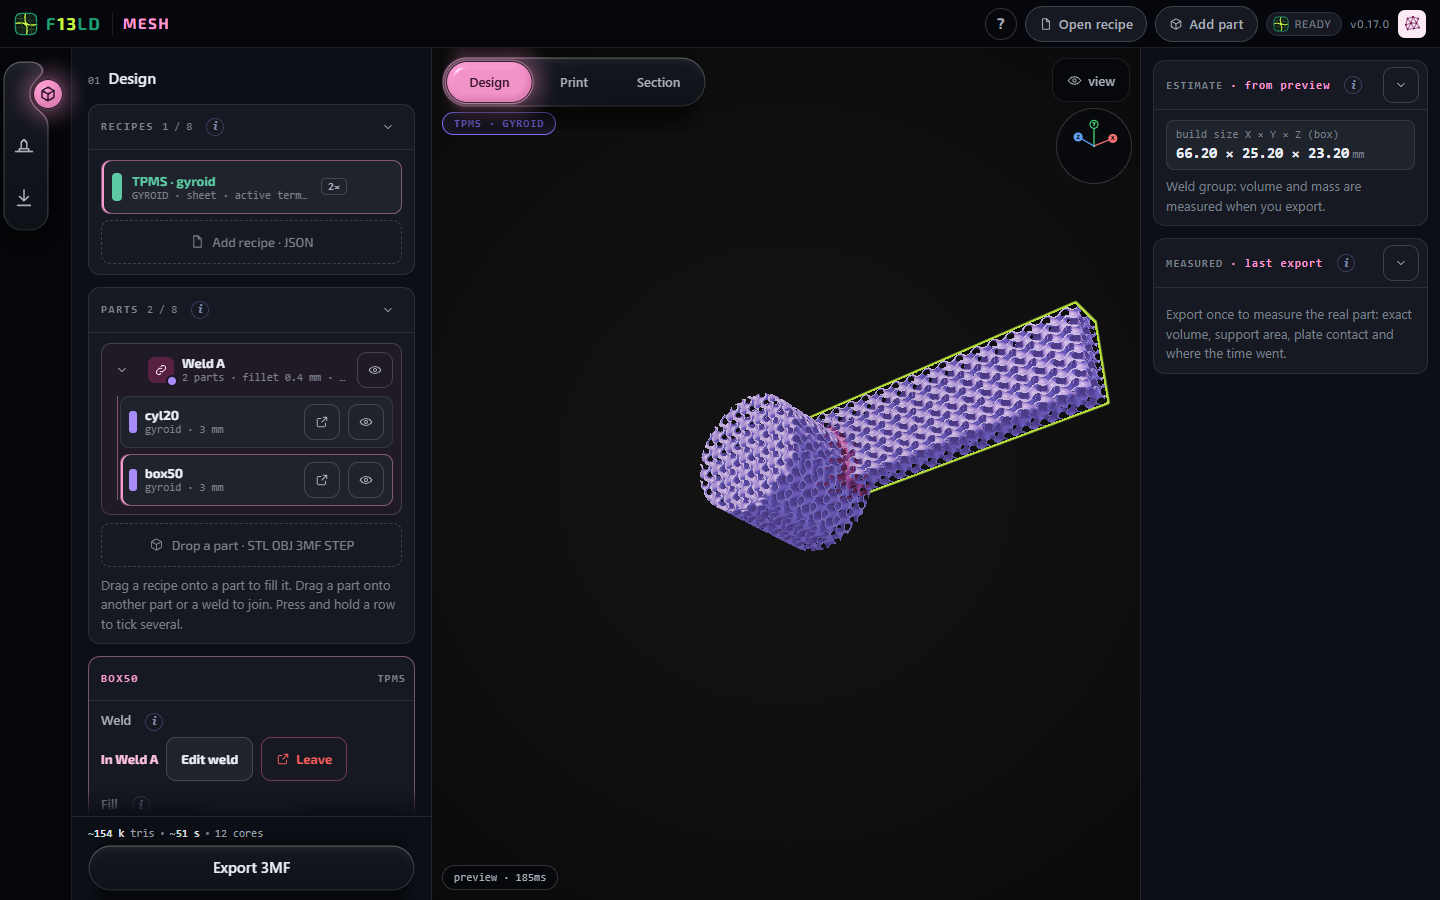 F13LD MESH
? Open recipe Add part READY v0.17.0
01 Design
RECIPES 1 / 8 i
TPMS · gyroid
GYROID · sheet · active term…
2×
Add recipe · JSON
PARTS 2 / 8 i
Weld A
2 parts · fillet 0.4 mm · …
cyl20
gyroid · 3 mm
box50
gyroid · 3 mm
Drop a part · STL OBJ 3MF STEP
Drag a recipe onto a part to fill it. Drag a part onto
another part or a weld to join. Press and hold a row
to tick several.
BOX50 TPMS
Weld i
In Weld A Edit weld Leave
Fill i
~154 k tris • ~51 s • 12 cores
Export 3MF
Design Print Section
TPMS · GYROID
view
Y
Z
X
preview · 185ms
ESTIMATE · from preview i
build size X × Y × Z (box)
66.20 × 25.20 × 23.20 mm
Weld group: volume and mass are
measured when you export.
MEASURED · last export i
Export once to measure the real part: exact
volume, support area, plate contact and
where the time went.